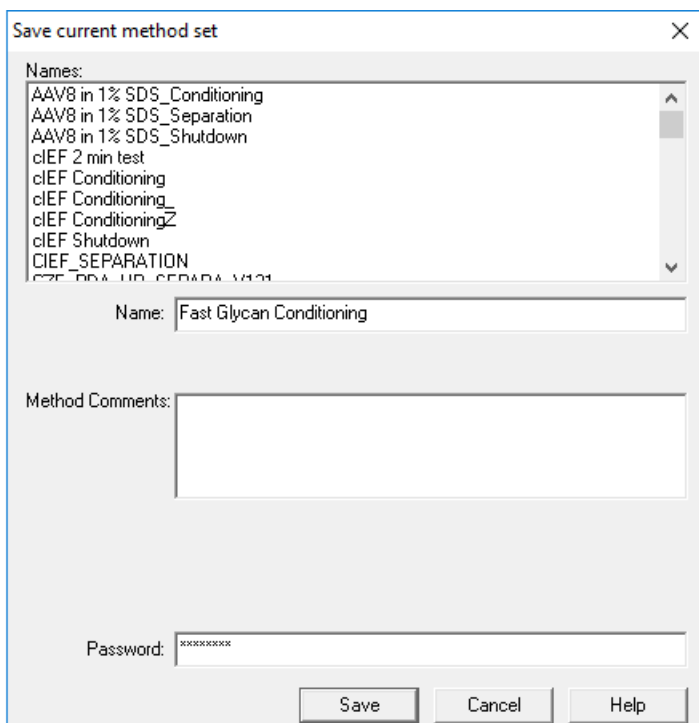 Save current method set
Names:
AAV8 in 1% SDS_Conditioning
AAV8 in 1% SDS_Separation
AAV8 in 1% SDS_Shutdown
cIEF 2 min test
cIEF Conditioning
cIEF Conditioning_
cIEF ConditioningZ
cIEF Shutdown
CIEF_SEPARATION
Name: Fast Glycan Conditioning
Method Comments:
Password: ********
Save Cancel Help